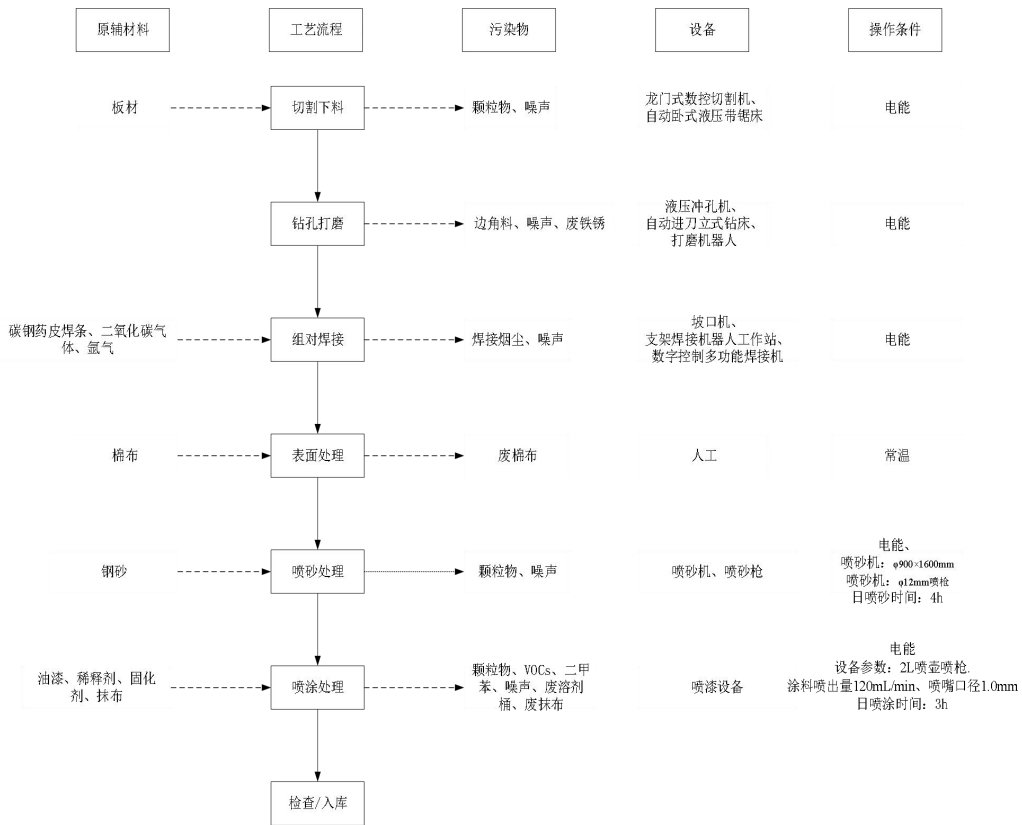 原辅材料
工艺流程
污染物
设备
操作条件
板材
切割下料
颗粒物、噪声
龙门式数控切割机、
自动卧式液压带锯床
电能
钻孔打磨
边角料、噪声、废铁锈
液压冲孔机、
自动进刀立式钻床、
打磨机器人
电能
碳钢药皮焊条、二氧化碳气
体、氩气
组对焊接
焊接烟尘、噪声
坡口机、
支架焊接机器人工作站、
数字控制多功能焊接机
电能
棉布
表面处理
废棉布
人工
常温
钢砂
喷砂处理
颗粒物、噪声
喷砂机、喷砂枪
电能、
喷砂机：φ900×1600mm
喷砂机：φ12mm喷枪
日喷砂时间：4h
油漆、稀释剂、固化
剂、抹布
喷涂处理
颗粒物、VOCs、二甲
苯、噪声、废溶剂
桶、废抹布
喷漆设备
电能
设备参数：2L喷壶喷枪.
涂料喷出量120mL/min、喷嘴口径1.0mm
日喷涂时间：3h
检查/入库